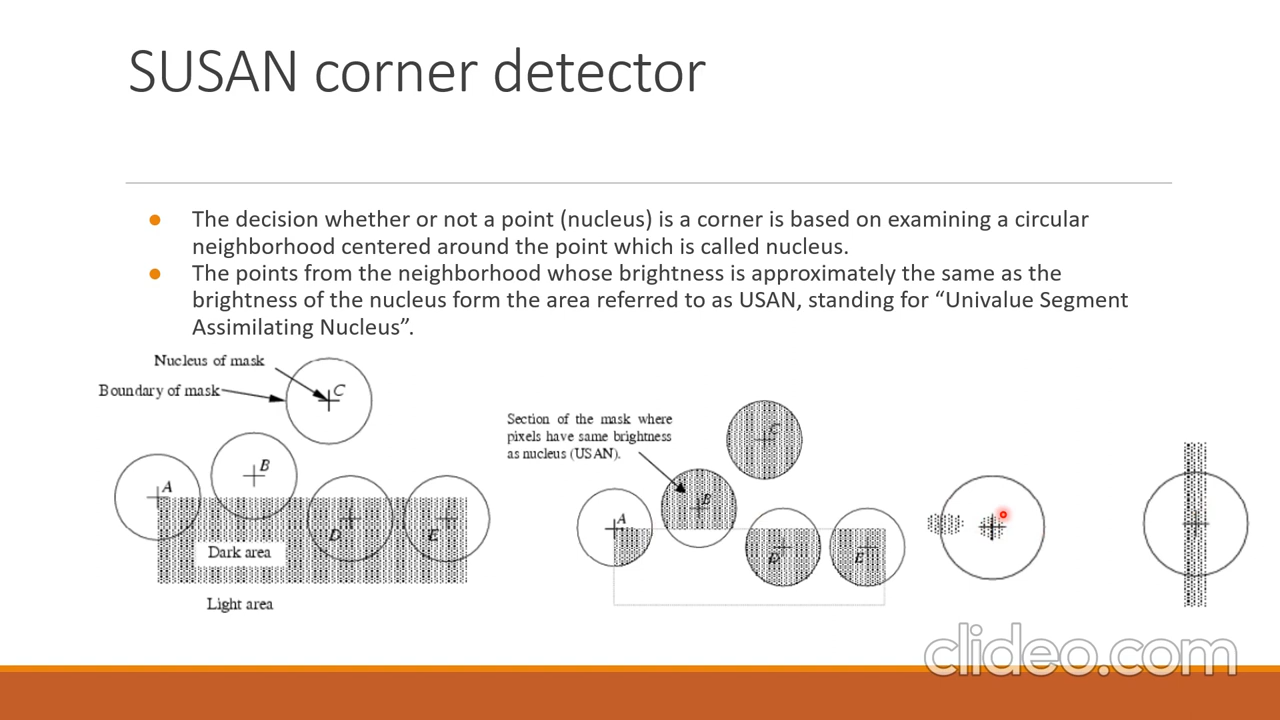 SUSAN corner detector
The decision whether or not a point (nucleus) is a corner is based on examining a circular
neighborhood centered around the point which is called nucleus.
The points from the neighborhood whose brightness is approximately the same as the
brightness of the nucleus form the area referred to as USAN, standing for “Univalue Segment
Assimilating Nucleus”.
Nucleus of mask
Boundary of mask
C
B
A
D
E
Dark area
Light area
Section of the mask where
pixels have same brightness
as nucleus (USAN).
C
B
A
D
E
clideo.com